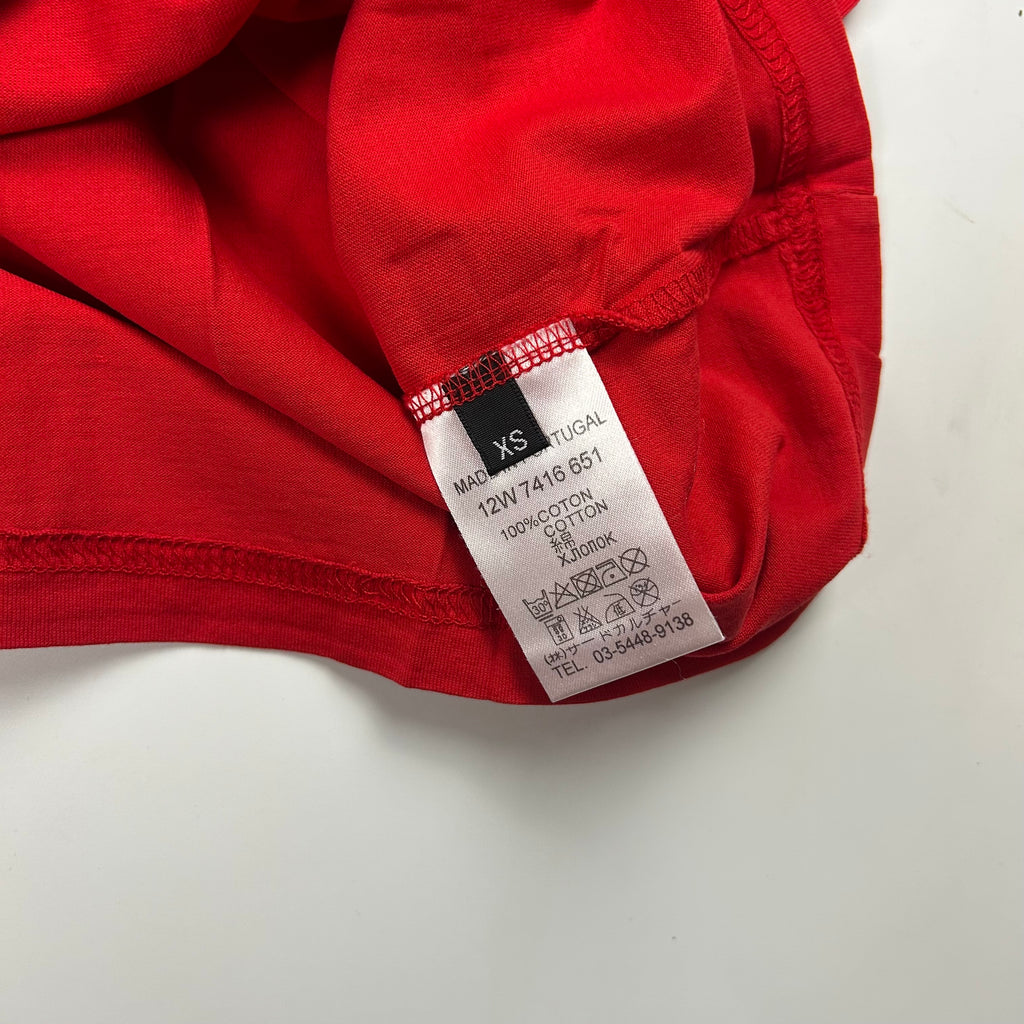 XS
MADE IN PORTUGAL
12W 7416 651
100%COTON
COTTON
綿
ХЛОПОК
30°
(株)サードカルチャー
TEL. 03-5448-9138